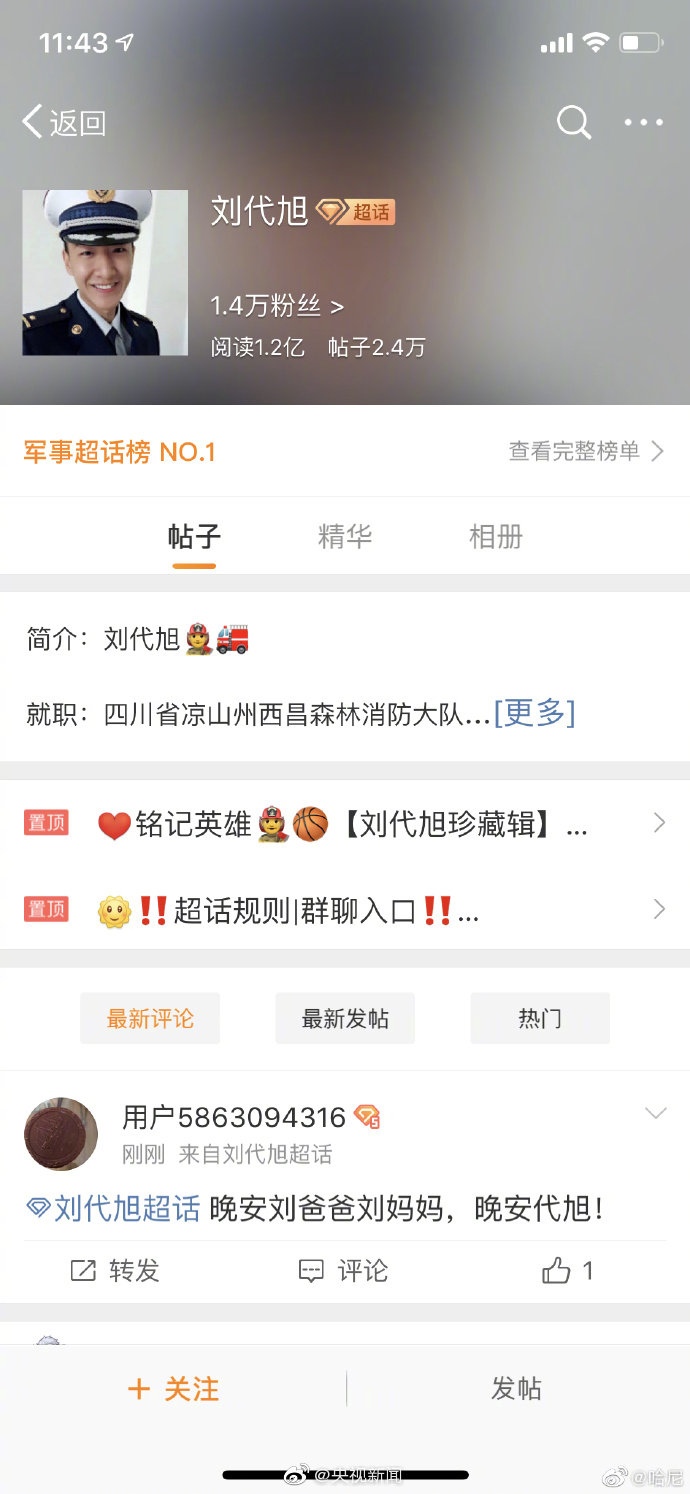 11:43
返回
刘代旭 超话
1.4万粉丝 >
阅读1.2亿 帖子2.4万
军事超话榜 NO.1 查看完整榜单
帖子 精华 相册
简介：刘代旭👩‍🚒🚒
就职：四川省凉山州西昌森林消防大队...[更多]
置顶 ❤️铭记英雄👩‍🚒🏀【刘代旭珍藏辑】...
置顶 🌞‼️超话规则|群聊入口‼️...
最新评论 最新发帖 热门
用户5863094316 5
刚刚 来自刘代旭超话
刘代旭超话 晚安刘爸爸刘妈妈，晚安代旭！
转发 评论 1
+ 关注 发帖
@央视新闻
@哈尼